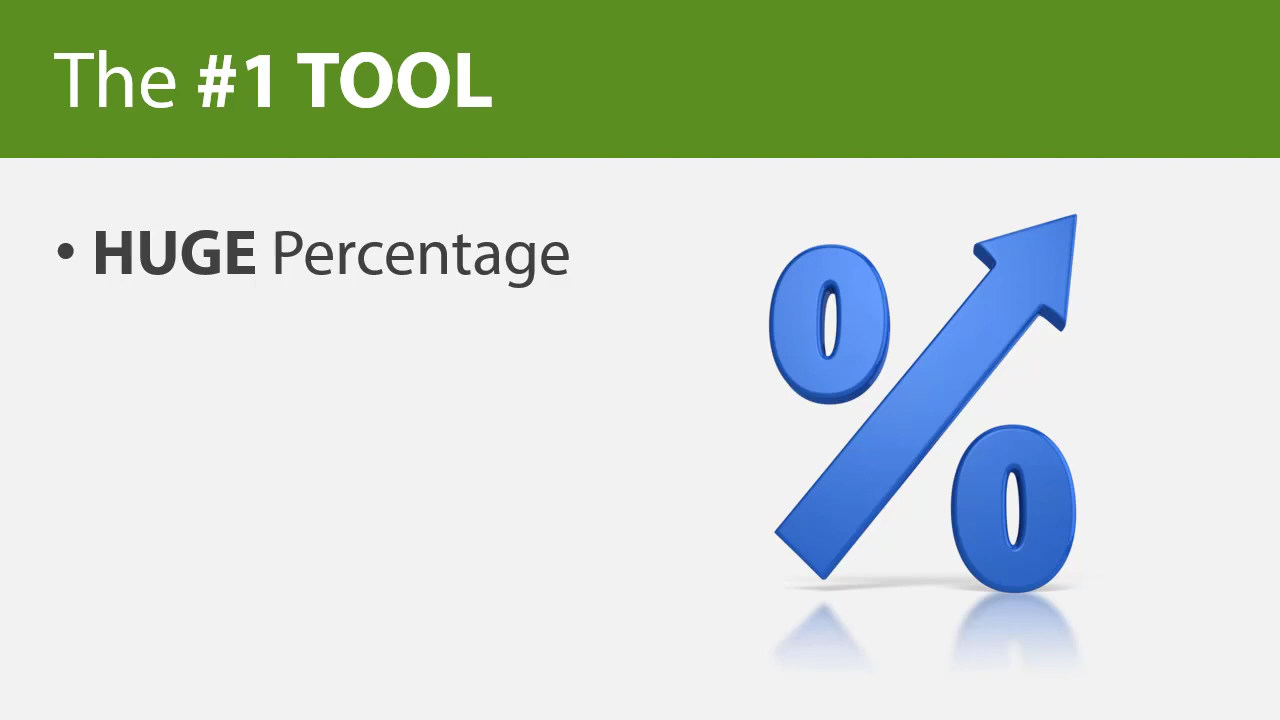 The #1 TOOL
• HUGE Percentage
%